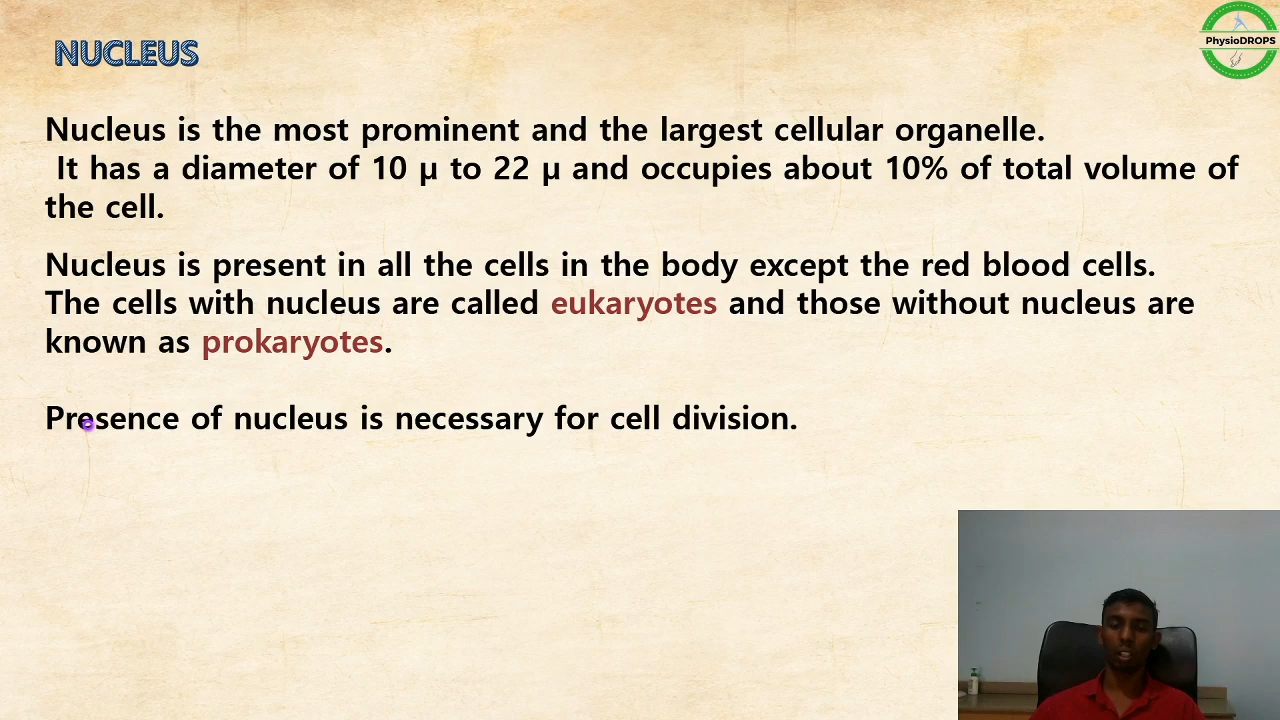 NUCLEUS
PhysioDROPS
Nucleus is the most prominent and the largest cellular organelle.
It has a diameter of 10 µ to 22 µ and occupies about 10% of total volume of
the cell.
Nucleus is present in all the cells in the body except the red blood cells.
The cells with nucleus are called eukaryotes and those without nucleus are
known as prokaryotes.
Presence of nucleus is necessary for cell division.